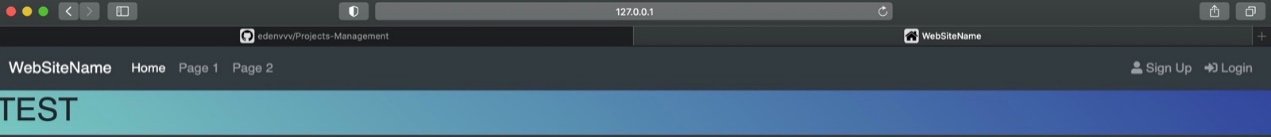 127.0.0.1
edenvvv/Projects-Management
WebSiteName
WebSiteName Home Page 1 Page 2 Sign Up Login
TEST